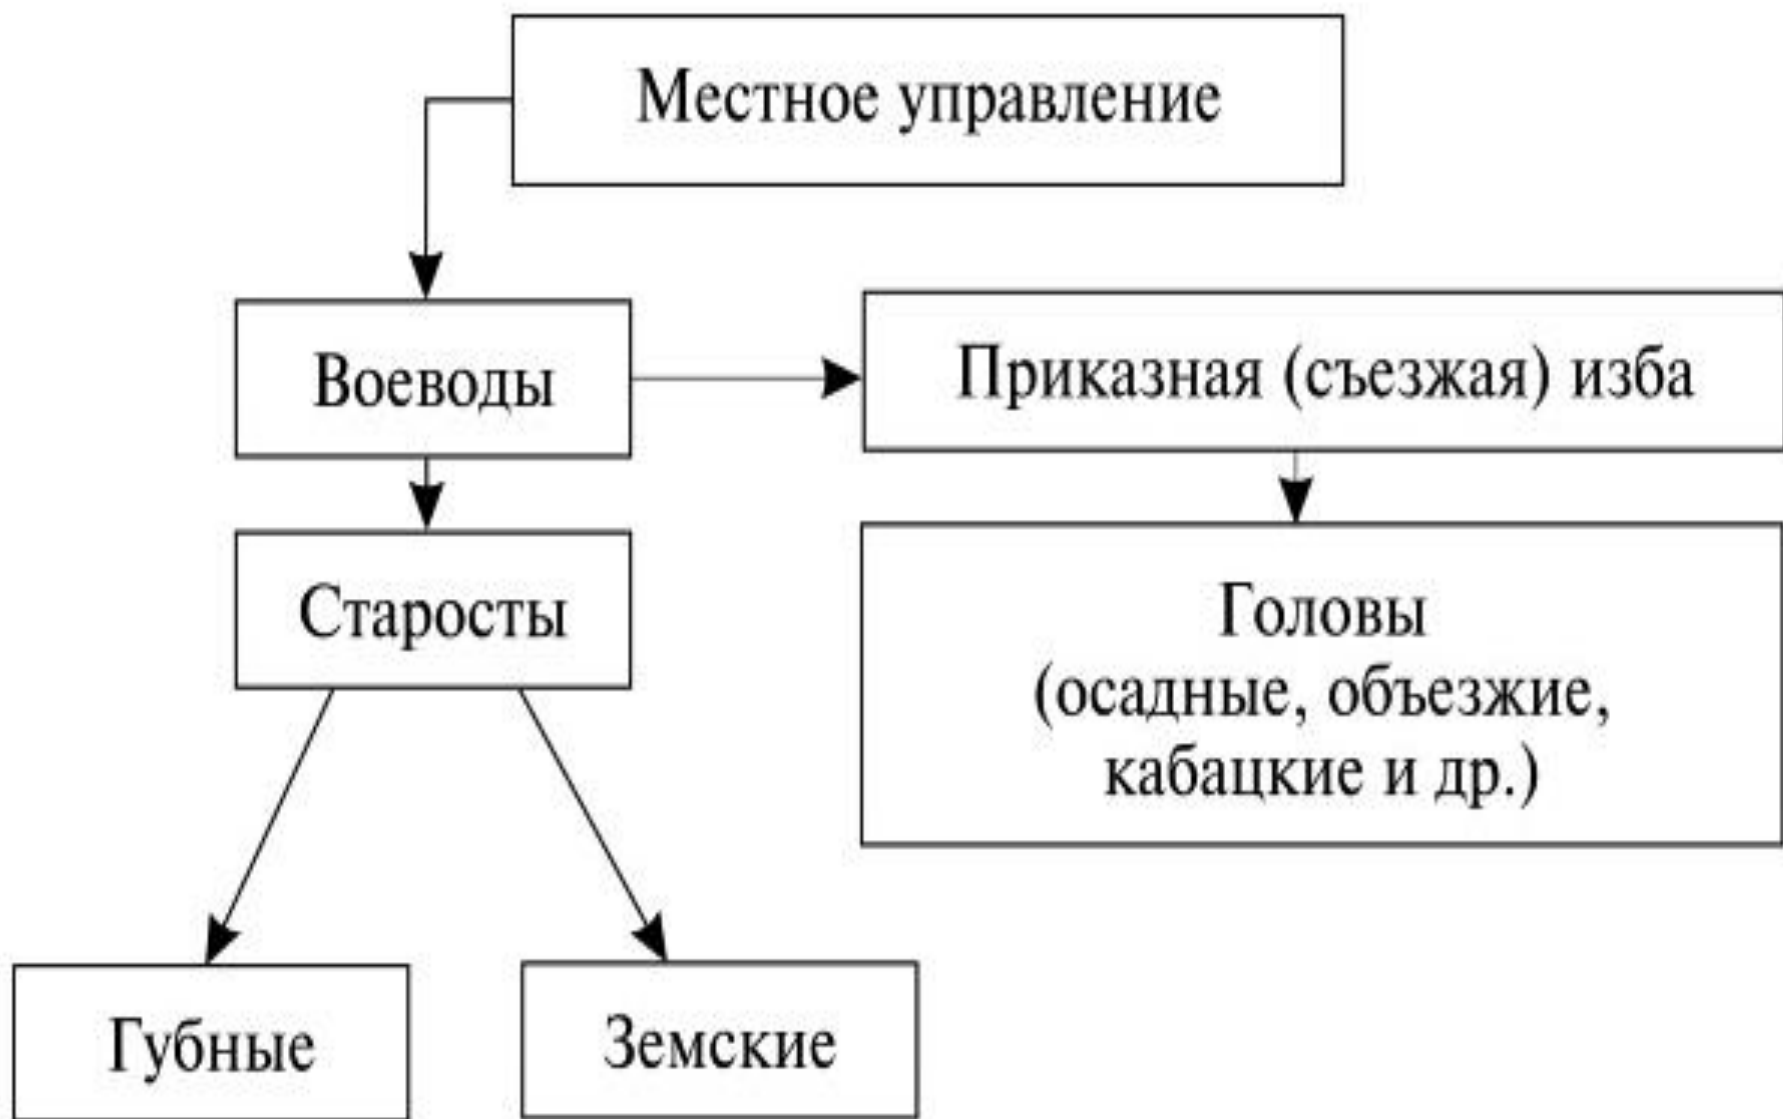 Местное управление
Воеводы
Приказная (съезжая) изба
Старосты
Головы
(осадные, объезжие,
кабацкие и др.)
Губные
Земские